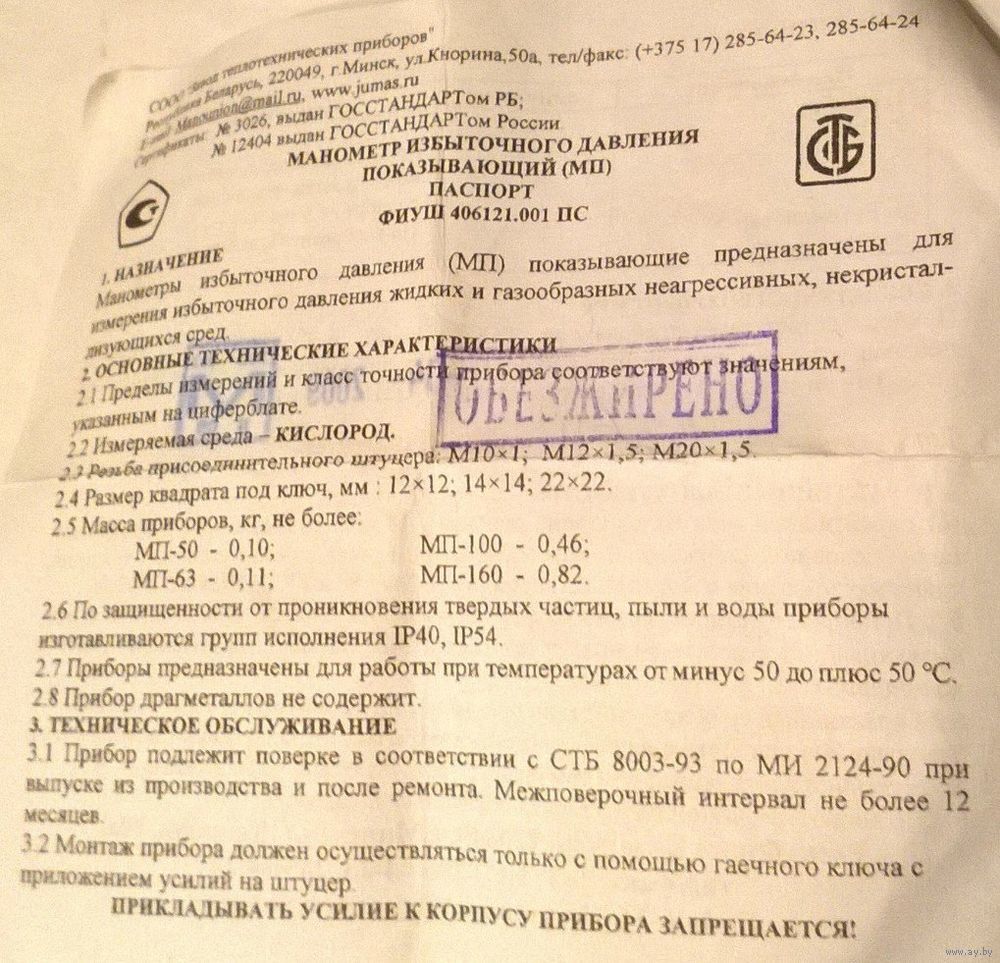 СООО "Завод теплотехнических приборов"
Республика Беларусь, 220049, г.Минск, ул.Кнорина,50а, тел/факс: (+375 17) 285-64-23, 285-64-24
E-mail Manounion@mail.ru, www.jumas.ru
Сертификаты: № 3026, выдан ГОССТАНДАРТом РБ;
№ 12404 выдан ГОССТАНДАРТом России
МАНОМЕТР ИЗБЫТОЧНОГО ДАВЛЕНИЯ
ПОКАЗЫВАЮЩИЙ (МП)
ПАСПОРТ
ФИУШ 406121.001 ПС
СТБ
1. НАЗНАЧЕНИЕ
Манометры избыточного давления (МП) показывающие предназначены для
измерения избыточного давления жидких и газообразных неагрессивных, некристал-
лизующихся сред.
2. ОСНОВНЫЕ ТЕХНИЧЕСКИЕ ХАРАКТЕРИСТИКИ
2.1 Пределы измерений и класс точности прибора соответствуют значениям,
указанным на циферблате.
ОБЕЗЖИРЕНО
2.2 Измеряемая среда – КИСЛОРОД.
2.3 Резьба присоединительного штуцера: М10×1; М12×1,5; М20×1,5.
2.4 Размер квадрата под ключ, мм : 12×12; 14×14; 22×22.
2.5 Масса приборов, кг, не более:
МП-50 - 0,10; МП-100 - 0,46;
МП-63 - 0,11; МП-160 - 0,82.
2.6 По защищенности от проникновения твердых частиц, пыли и воды приборы
изготавливаются групп исполнения IP40, IP54.
2.7 Приборы предназначены для работы при температурах от минус 50 до плюс 50 °С.
2.8 Прибор драгметаллов не содержит.
3. ТЕХНИЧЕСКОЕ ОБСЛУЖИВАНИЕ
3.1 Прибор подлежит поверке в соответствии с СТБ 8003-93 по МИ 2124-90 при
выпуске из производства и после ремонта. Межповерочный интервал не более 12
месяцев.
3.2 Монтаж прибора должен осуществляться только с помощью гаечного ключа с
приложением усилий на штуцер.
ПРИКЛАДЫВАТЬ УСИЛИЕ К КОРПУСУ ПРИБОРА ЗАПРЕЩАЕТСЯ!
www.ay.by